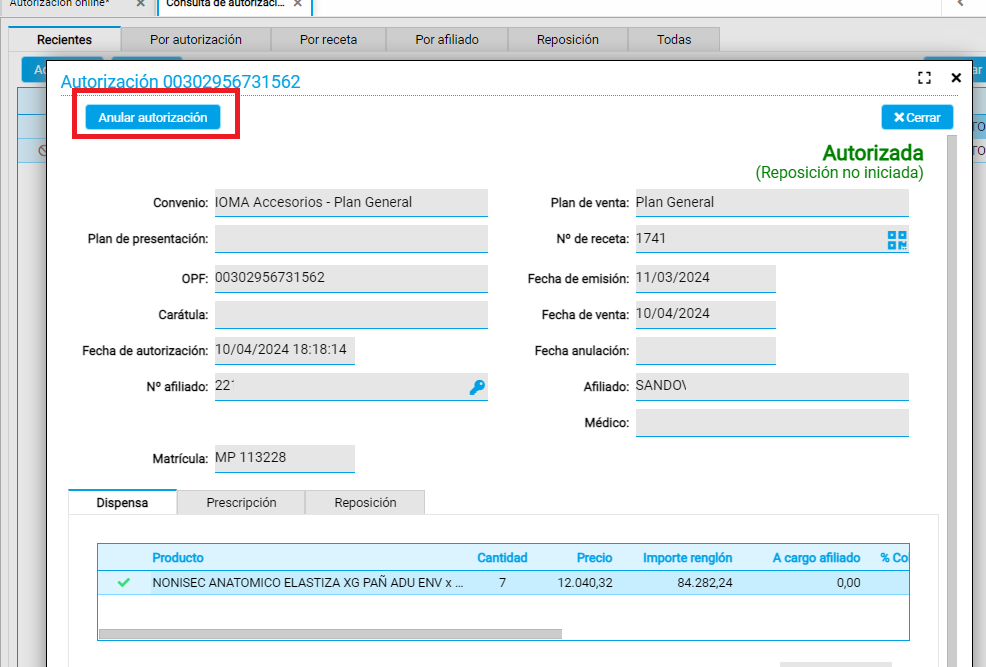 Autorización online*
Consulta de autorizaci...
Recientes Por autorización Por receta Por afiliado Reposición Todas
Autorización 00302956731562
Anular autorización
Cerrar
Autorizada
(Reposición no iniciada)
Convenio: IOMA Accesorios - Plan General
Plan de venta: Plan General
Plan de presentación:
Nº de receta: 1741
OPF: 00302956731562
Fecha de emisión: 11/03/2024
Carátula:
Fecha de venta: 10/04/2024
Fecha de autorización: 10/04/2024 18:18:14
Fecha anulación:
Nº afiliado: 22
Afiliado: SANDO
Médico:
Matrícula: MP 113228
Dispensa Prescripción Reposición
Producto Cantidad Precio Importe renglón A cargo afiliado % Co
NONISEC ANATOMICO ELASTIZA XG PAÑ ADU ENV x ... 7 12.040,32 84.282,24 0,00